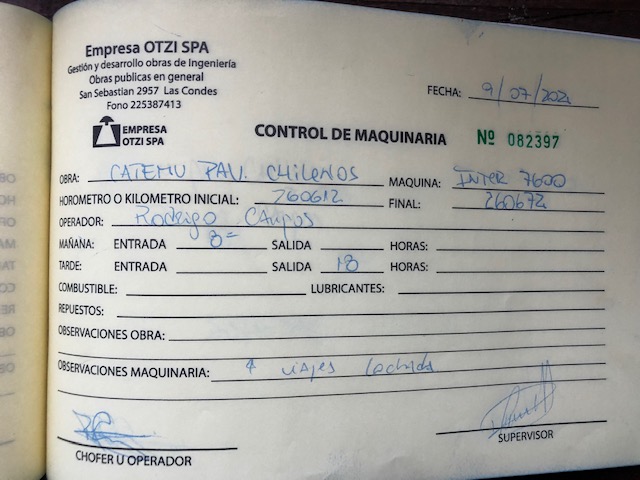 Empresa OTZI SPA
Gestión y desarrollo obras de Ingeniería
Obras publicas en general
San Sebastian 2957 Las Condes
Fono 225387413
FECHA: 9/07/2024
EMPRESA
OTZI SPA
CONTROL DE MAQUINARIA Nº 082397
OBRA: CATEMU PAV. CHILENOS MAQUINA: INTER 7600
HOROMETRO O KILOMETRO INICIAL: 260612 FINAL: 260672
OPERADOR: Rodrigo CAMPOS
MAÑANA: ENTRADA 8= SALIDA HORAS:
TARDE: ENTRADA SALIDA 18 HORAS:
COMBUSTIBLE: LUBRICANTES:
REPUESTOS:
OBSERVACIONES OBRA:
OBSERVACIONES MAQUINARIA: 4 viajes
CHOFER U OPERADOR
SUPERVISOR